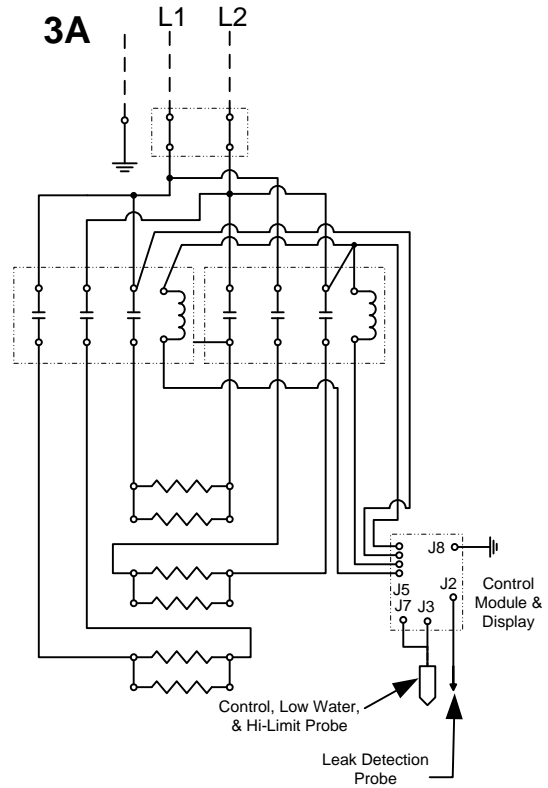 3A
L1
L2
J8
J5
J2
J7
J3
Control
Module &
Display
Control, Low Water,
& Hi-Limit Probe
Leak Detection
Probe